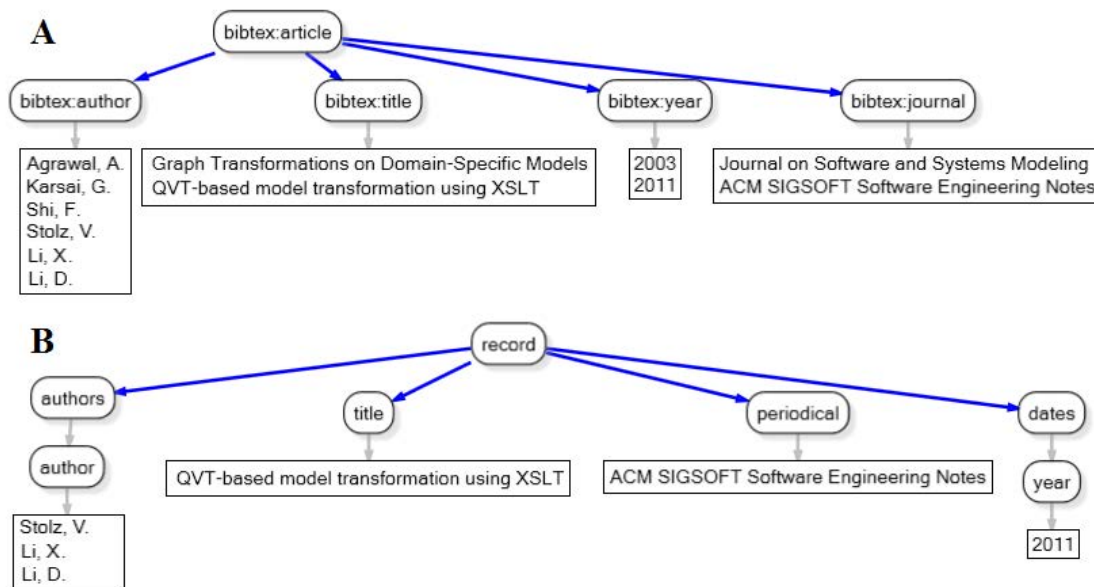 A
bibtex:article
bibtex:author
bibtex:title
bibtex:year
bibtex:journal
Agrawal, A.
Karsai, G.
Shi, F.
Stolz, V.
Li, X.
Li, D.
Graph Transformations on Domain-Specific Models
QVT-based model transformation using XSLT
2003
2011
Journal on Software and Systems Modeling
ACM SIGSOFT Software Engineering Notes
B
record
authors
title
periodical
dates
author
year
QVT-based model transformation using XSLT
ACM SIGSOFT Software Engineering Notes
Stolz, V.
Li, X.
Li, D.
2011